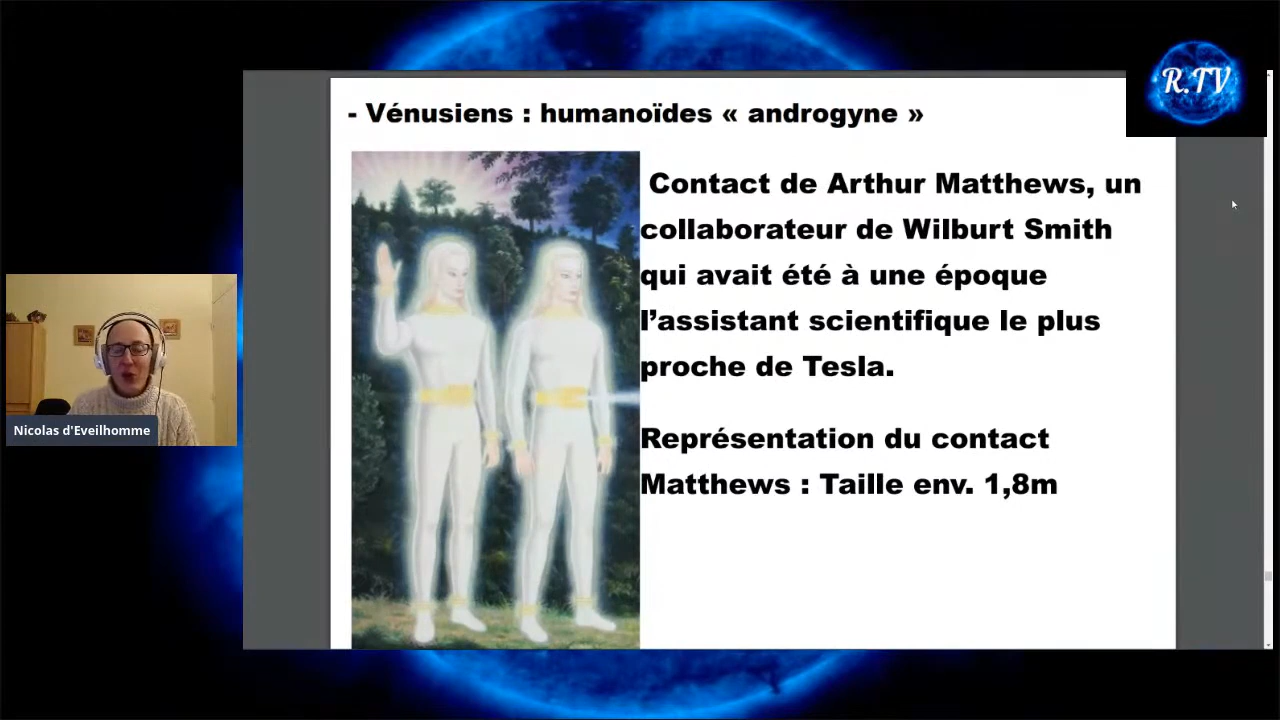 R.TV
- Vénusiens : humanoïdes « androgyne »
Contact de Arthur Matthews, un
collaborateur de Wilburt Smith
qui avait été à une époque
l’assistant scientifique le plus
proche de Tesla.
Représentation du contact
Matthews : Taille env. 1,8m
Nicolas d'Eveilhomme